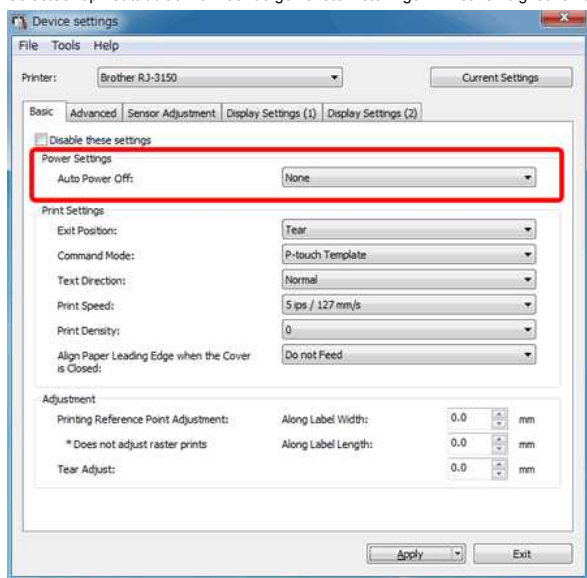 Device settings
File Tools Help
Printer: Brother RJ-3150 Current Settings
Basic Advanced Sensor Adjustment Display Settings (1) Display Settings (2)
Disable these settings
Power Settings
Auto Power Off: None
Print Settings
Exit Position: Tear
Command Mode: P-touch Template
Text Direction: Normal
Print Speed: 5 ips / 127 mm/s
Print Density: 0
Align Paper Leading Edge when the Cover is Closed: Do not Feed
Adjustment
Printing Reference Point Adjustment: Along Label Width: 0.0 mm
* Does not adjust raster prints Along Label Length: 0.0 mm
Tear Adjust: 0.0 mm
Apply Exit